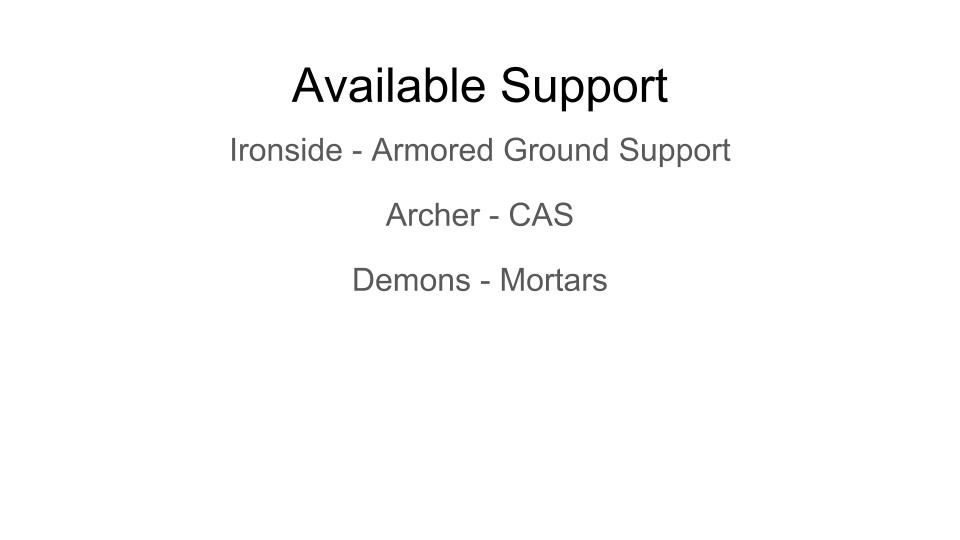 Available Support
Ironside - Armored Ground Support
Archer - CAS
Demons - Mortars